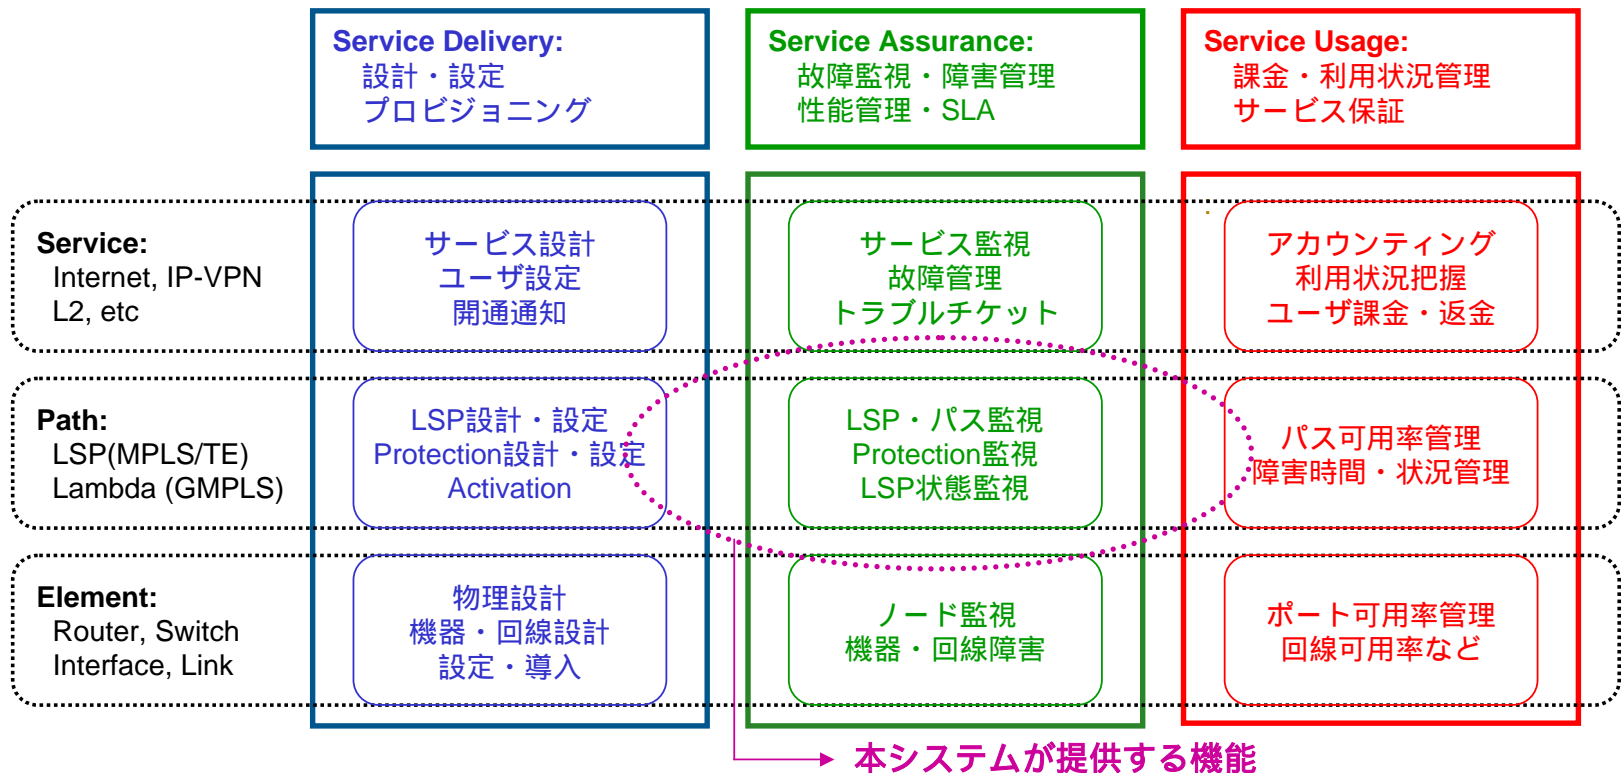 Service Delivery:
設計・設定
プロビジョニング
Service Assurance:
故障監視・障害管理
性能管理・SLA
Service Usage:
課金・利用状況管理
サービス保証
Service:
Internet, IP-VPN
L2, etc
サービス設計
ユーザ設定
開通通知
サービス監視
故障管理
トラブルチケット
アカウンティング
利用状況把握
ユーザ課金・返金
Path:
LSP(MPLS/TE)
Lambda (GMPLS)
LSP設計・設定
Protection設計・設定
Activation
LSP・パス監視
Protection監視
LSP状態監視
パス可用率管理
障害時間・状況管理
Element:
Router, Switch
Interface, Link
物理設計
機器・回線設計
設定・導入
ノード監視
機器・回線障害
ポート可用率管理
回線可用率など
本システムが提供する機能